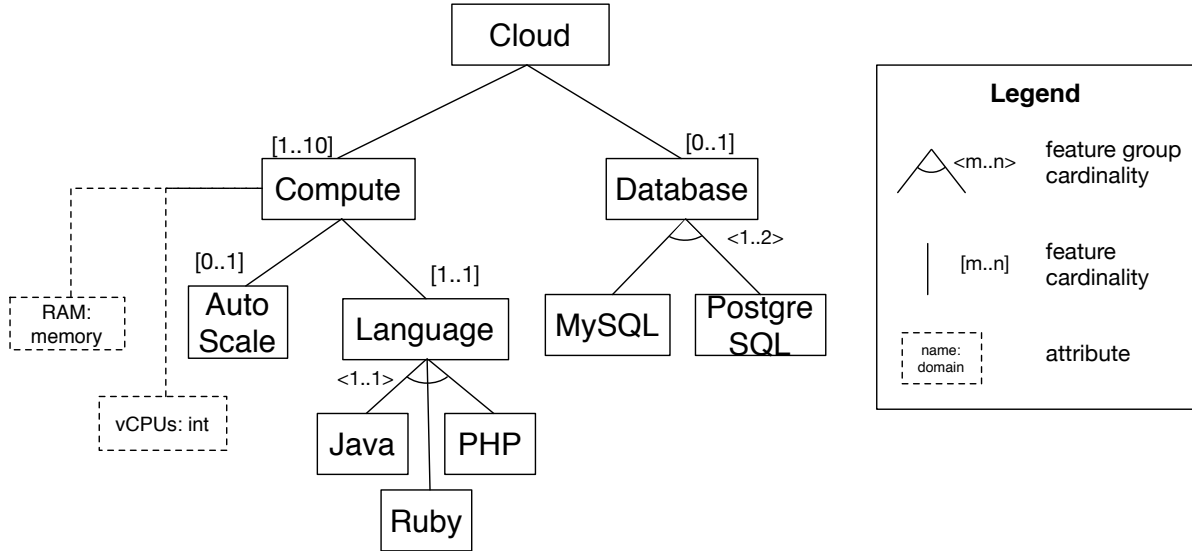 Cloud
Legend
<m..n>
feature group
cardinality
[1..10]
[0..1]
Compute
Database
<1..2>
[0..1]
[1..1]
[m..n]
feature
cardinality
RAM:
memory
Auto
Scale
Language
MySQL
Postgre
SQL
name:
domain
attribute
<1..1>
vCPUs: int
Java
PHP
Ruby